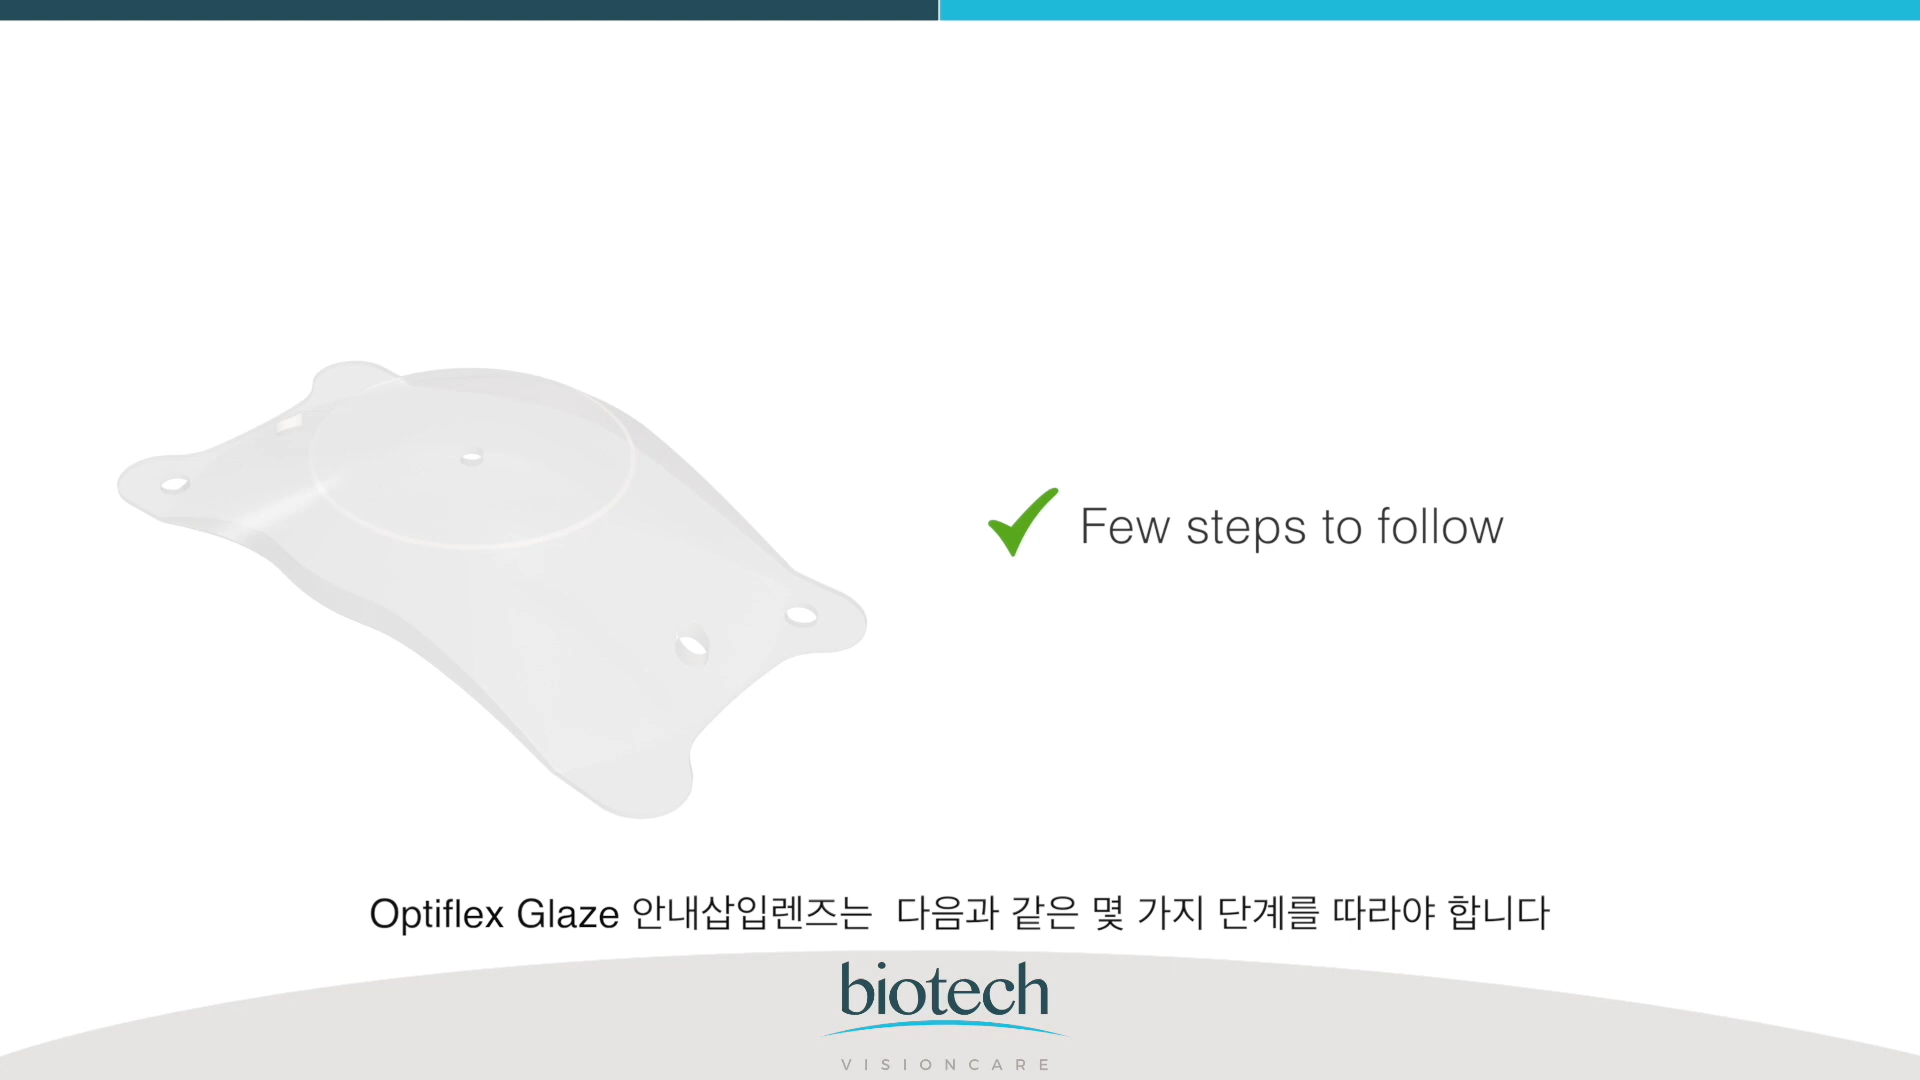 Few steps to follow
Optiflex Glaze 안내삽입렌즈는 다음과 같은 몇 가지 단계를 따라야 합니다
biotech
VISIONCARE